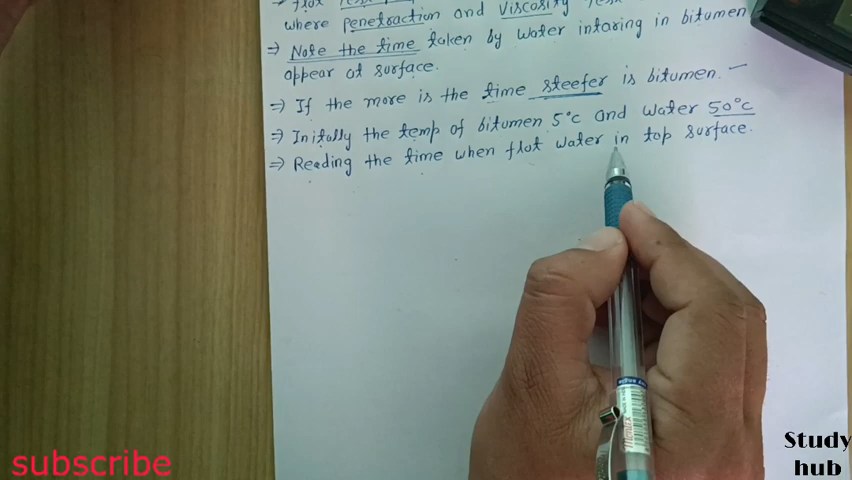 ⇒ flot
where penetraction and Viscosity
⇒ Note the time taken by water intaring in bitumen
appear at surface.
⇒ If the more is the time steefer is bitumen.
⇒ Initally the temp of bitumen 5°c and water 50°c
⇒ Reading the time when flot water in top surface.
subscribe
Study
hub